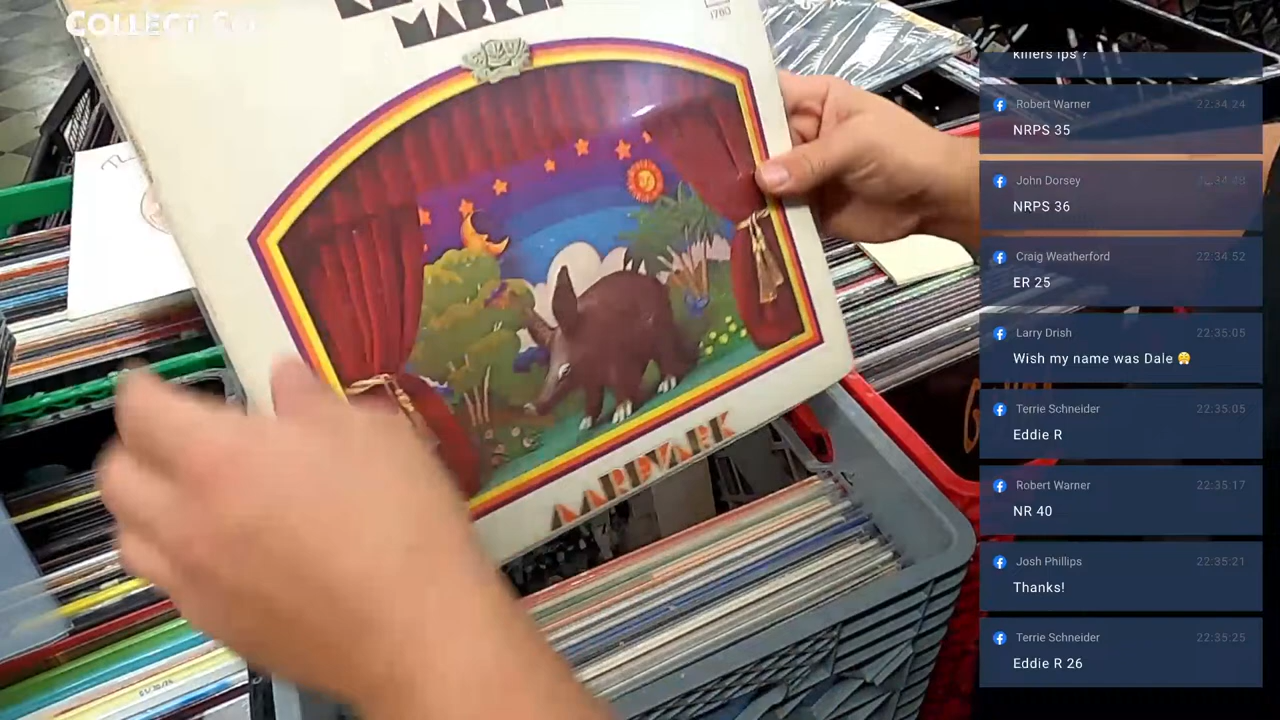 MARKET
1780
AARDVARK
killers lps ?
Robert Warner 22:34:24
NRPS 35
John Dorsey
NRPS 36
Craig Weatherford 22:34:52
ER 25
Larry Drish 22:35:05
Wish my name was Dale 😤
Terrie Schneider 22:35:05
Eddie R
Robert Warner 22:35:17
NR 40
Josh Phillips 22:35:21
Thanks!
Terrie Schneider 22:35:25
Eddie R 26